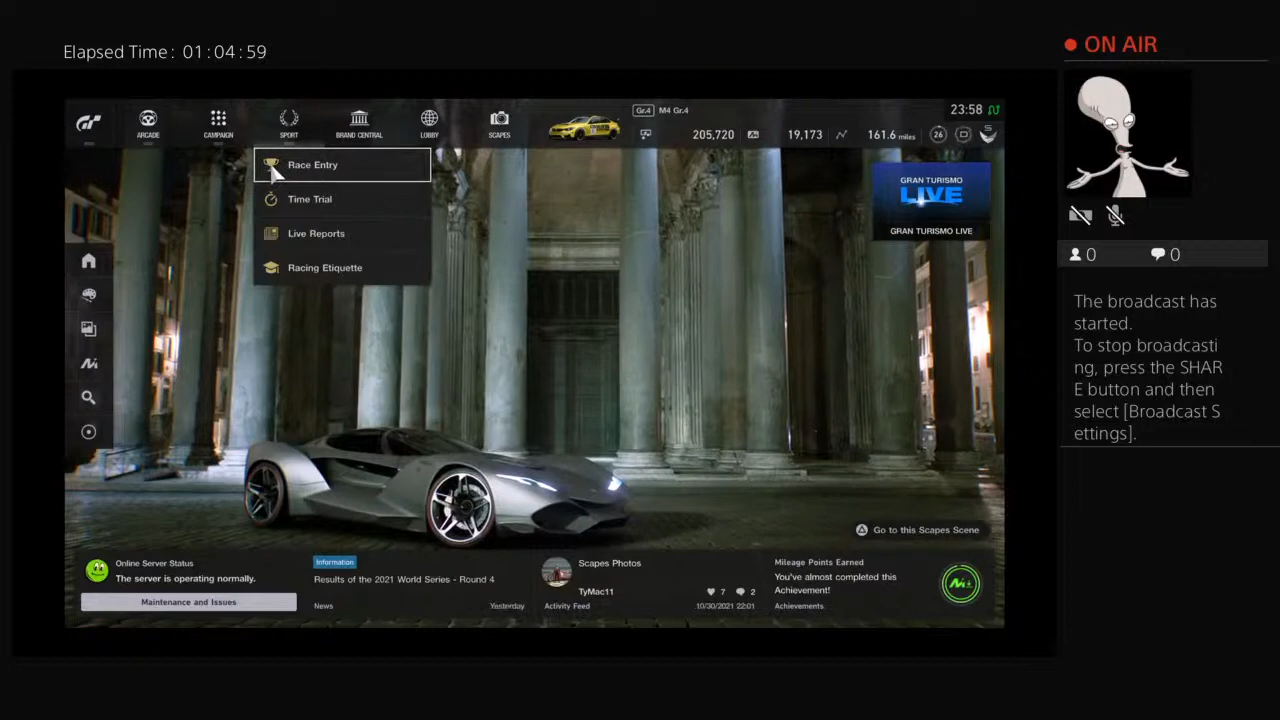 Elapsed Time: 01:04:59
ON AIR
ARCADE
CAMPAIGN
SPORT
BRAND CENTRAL
LOBBY
SCAPES
Gr.4 M4 Gr.4
205,720
19,173
161.6 miles
23:58
26
S
Race Entry
Time Trial
Live Reports
Racing Etiquette
GRAN TURISMO
LIVE
GRAN TURISMO LIVE
0
0
The broadcast has
started.
To stop broadcasti
ng, press the SHAR
E button and then
select [Broadcast S
ettings].
Go to this Scapes Scene
Online Server Status
The server is operating normally.
Maintenance and Issues
Information
Results of the 2021 World Series - Round 4
News
Yesterday
Scapes Photos
TyMac11
7
2
Activity Feed
10/30/2021 22:01
Mileage Points Earned
You've almost completed this
Achievement!
Achievements